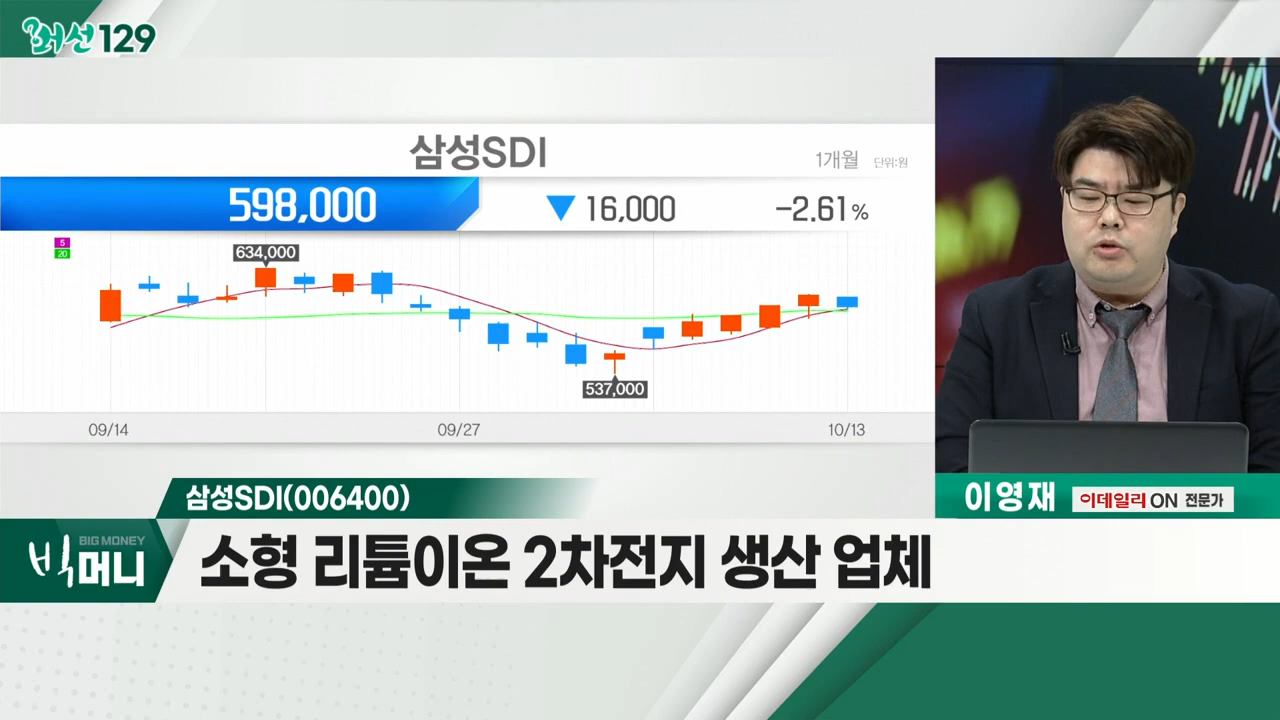 머선129
삼성SDI
1개월 단위:원
598,000 ▼ 16,000 -2.61%
5
20
634,000
537,000
09/14 09/27 10/13
삼성SDI(006400)
이영재 이데일리ON 전문가
BIG MONEY
빅머니
소형 리튬이온 2차전지 생산 업체